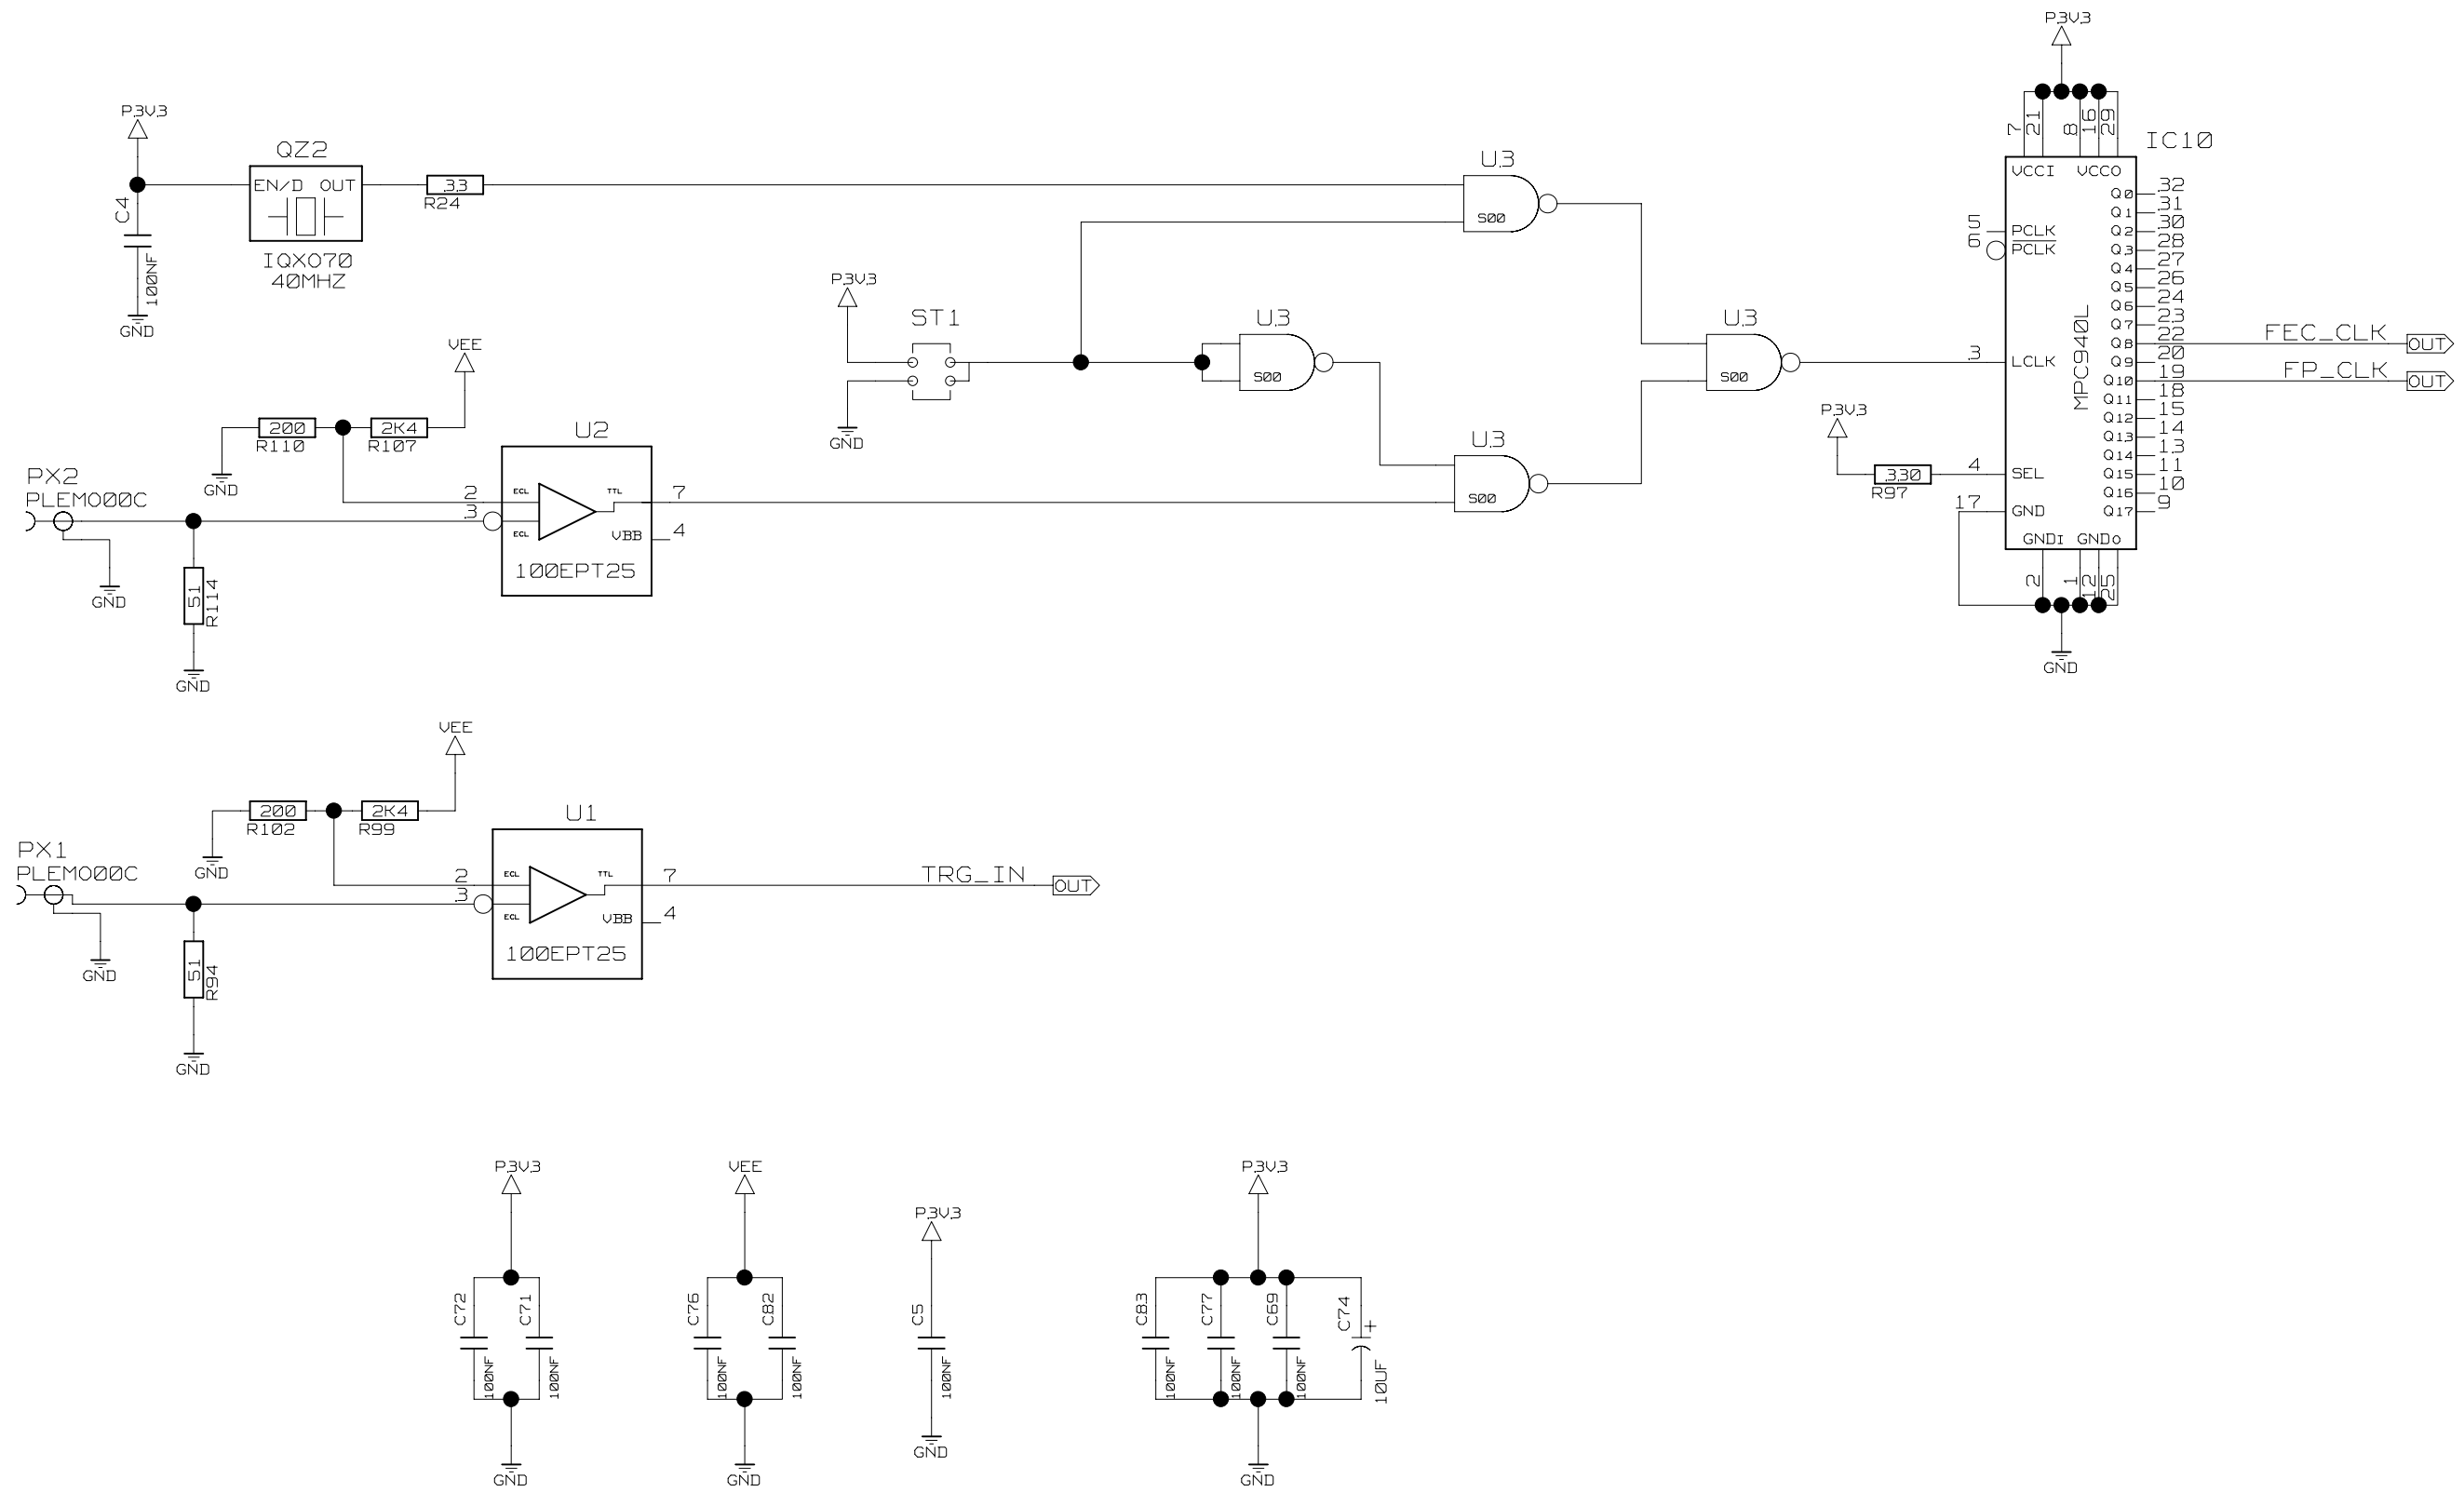 P3V3
QZ2
EN/D OUT
IQXO70
40MHZ
C4
100NF
GND
33
R24
U3
S00
P3V3
ST1
GND
U3
S00
U3
S00
U3
S00
VEE
200
R110
2K4
R107
GND
PX2
PLEMO00C
GND
51
R114
GND
U2
2
3
ECL
ECL
TTL
7
VBB
4
100EPT25
P3V3
7
21
8
16
29
IC10
VCCI VCCO
MPC940L
5 PCLK
6 PCLK
3 LCLK
4 SEL
17 GND
GNDI GNDO
2
1
12
25
GND
P3V3
330
R97
Q0 32
Q1 31
Q2 30
Q3 28
Q4 27
Q5 26
Q6 24
Q7 23
Q8 22
Q9 20
Q10 19
Q11 18
Q12 15
Q13 14
Q14 13
Q15 11
Q16 10
Q17 9
FEC_CLK OUT
FP_CLK OUT
VEE
200
R102
2K4
R99
GND
PX1
PLEMO00C
GND
51
R94
GND
U1
2
3
ECL
ECL
TTL
7
VBB
4
100EPT25
TRG_IN OUT
P3V3
C72
100NF
C71
100NF
GND
VEE
C76
100NF
C82
100NF
GND
P3V3
C5
100NF
GND
P3V3
C83
100NF
C77
100NF
C69
100NF
C74
+
10UF
GND